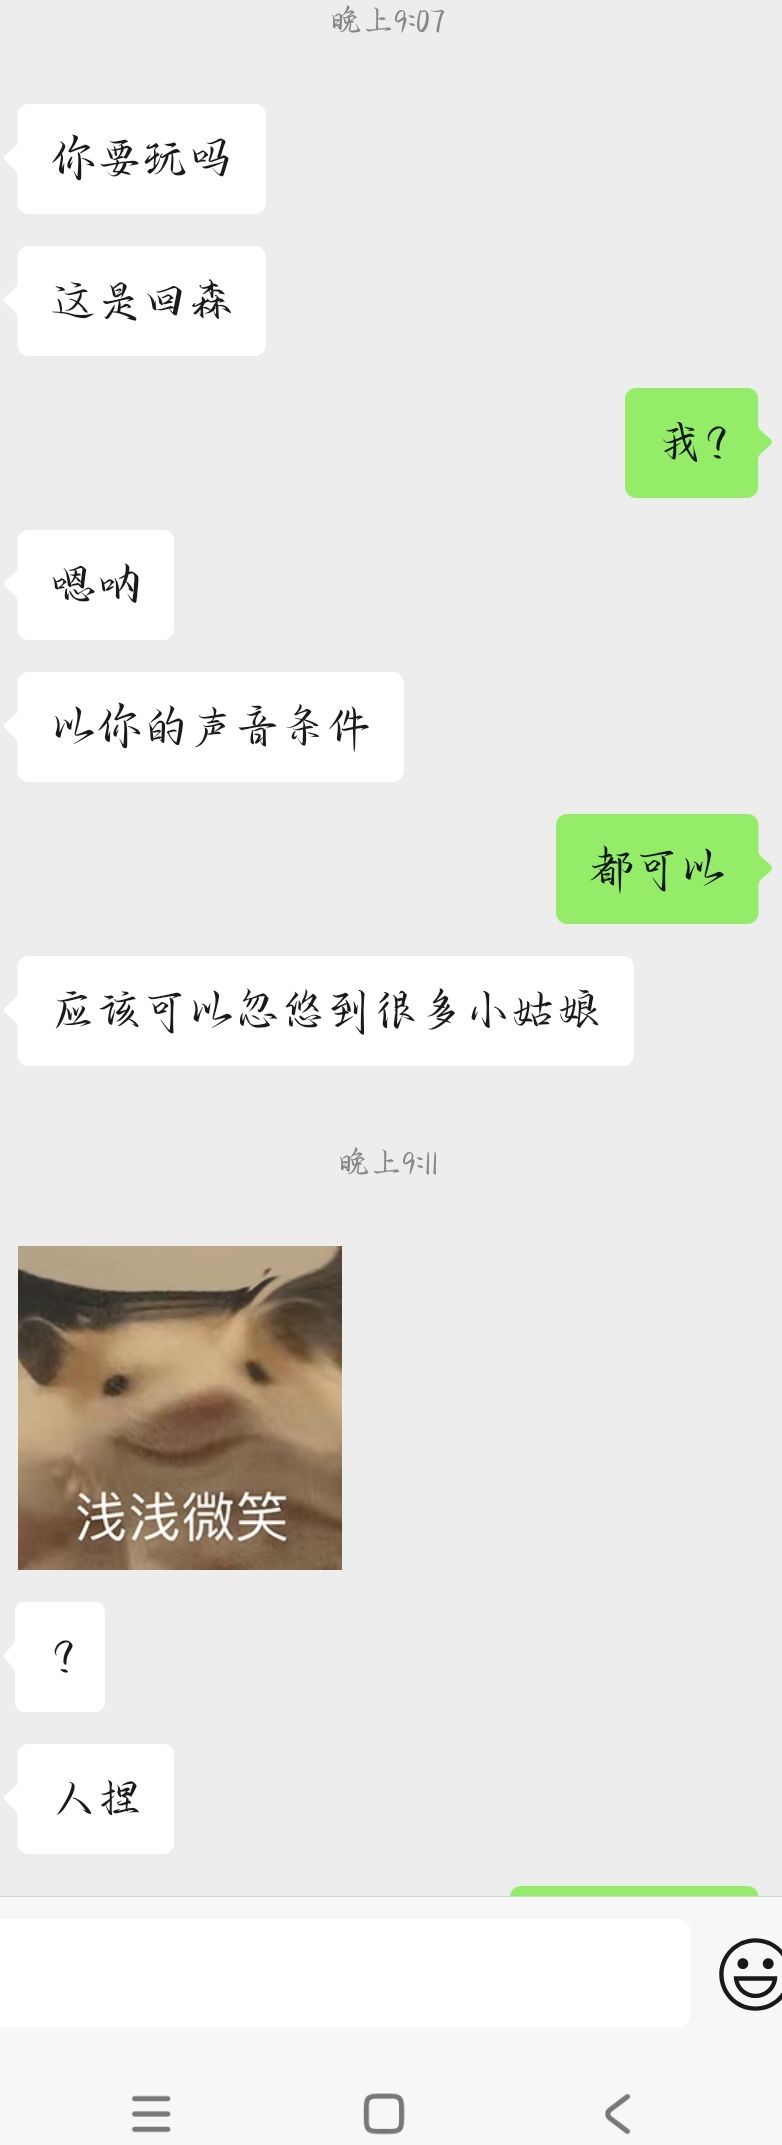 晚上9:07
你要玩吗
这是回森
我？
嗯呐
以你的声音条件
都可以
应该可以忽悠到很多小姑娘
晚上9:11
浅浅微笑
？
人捏